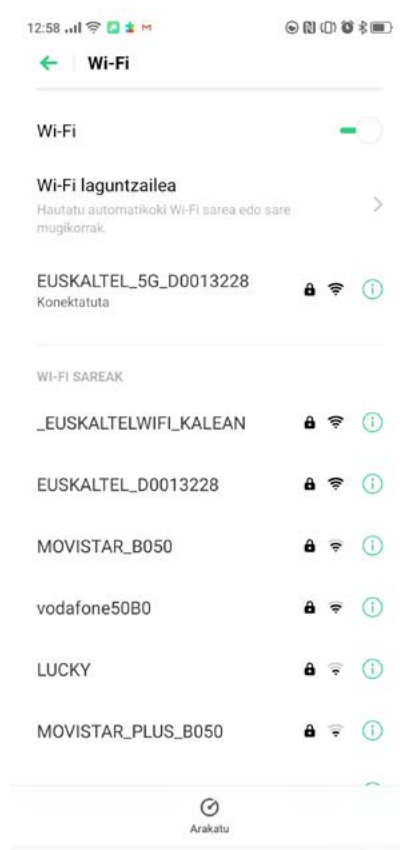 12:58
Wi-Fi
Wi-Fi
Wi-Fi laguntzailea
Hautatu automatikoki Wi-Fi sarea edo sare
mugikorrak.
EUSKALTEL_5G_D0013228
Konektatuta
WI-FI SAREAK
_EUSKALTELWIFI_KALEAN
EUSKALTEL_D0013228
MOVISTAR_B050
vodafone50B0
LUCKY
MOVISTAR_PLUS_B050
Arakatu